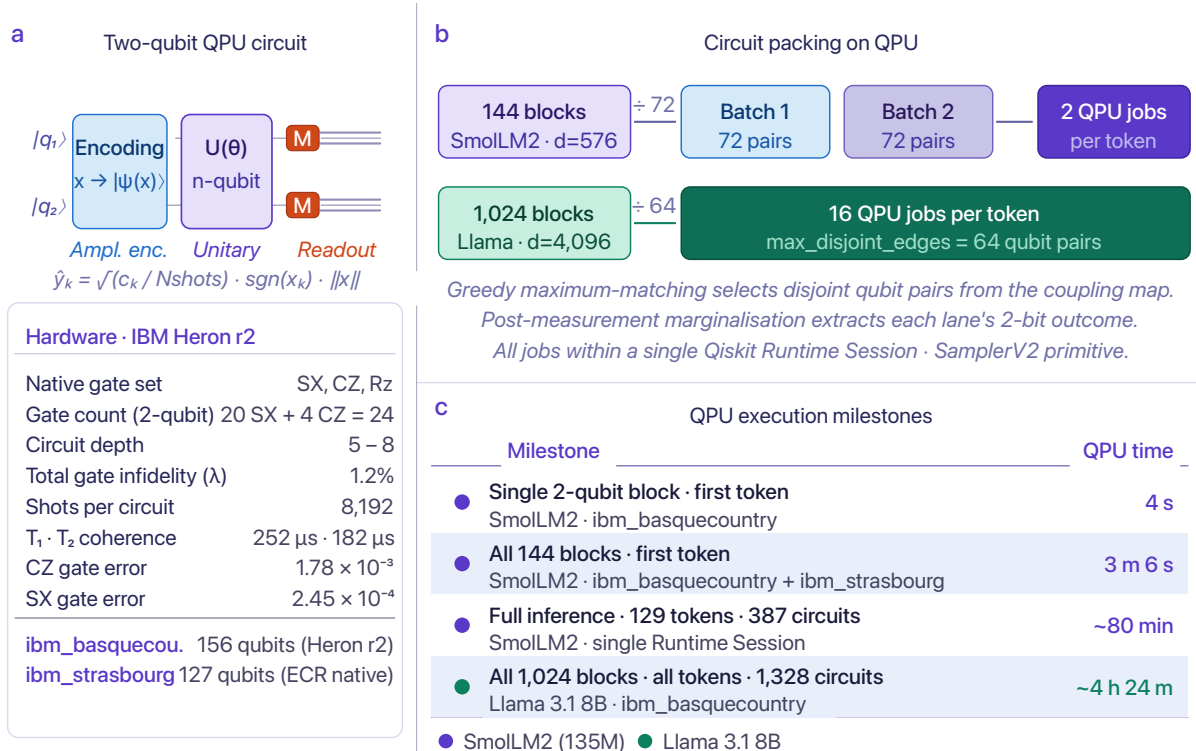 a
Two-qubit QPU circuit
|q₁⟩
Encoding
x → |ψ(x)⟩
U(θ)
n-qubit
M
|q₂⟩
M
Ampl. enc.
Unitary
Readout
ŷₖ = √(cₖ / Nshots) · sgn(xₖ) · ‖x‖
Hardware · IBM Heron r2
Native gate set SX, CZ, Rz
Gate count (2-qubit) 20 SX + 4 CZ = 24
Circuit depth 5 – 8
Total gate infidelity (λ) 1.2%
Shots per circuit 8,192
T₁ · T₂ coherence 252 μs · 182 μs
CZ gate error 1.78 × 10⁻³
SX gate error 2.45 × 10⁻⁴
ibm_basquecou. 156 qubits (Heron r2)
ibm_strasbourg 127 qubits (ECR native)
b
Circuit packing on QPU
144 blocks
SmolLM2 · d=576
÷ 72
Batch 1
72 pairs
Batch 2
72 pairs
2 QPU jobs
per token
1,024 blocks
Llama · d=4,096
÷ 64
16 QPU jobs per token
max_disjoint_edges = 64 qubit pairs
Greedy maximum-matching selects disjoint qubit pairs from the coupling map.
Post-measurement marginalisation extracts each lane's 2-bit outcome.
All jobs within a single Qiskit Runtime Session · SamplerV2 primitive.
c
QPU execution milestones
Milestone QPU time
Single 2-qubit block · first token
SmolLM2 · ibm_basquecountry
4 s
All 144 blocks · first token
SmolLM2 · ibm_basquecountry + ibm_strasbourg
3 m 6 s
Full inference · 129 tokens · 387 circuits
SmolLM2 · single Runtime Session
~80 min
All 1,024 blocks · all tokens · 1,328 circuits
Llama 3.1 8B · ibm_basquecountry
~4 h 24 m
SmolLM2 (135M) Llama 3.1 8B